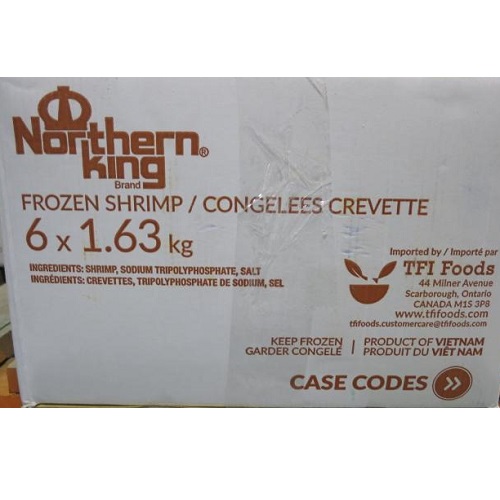 Northern
king®
Brand
FROZEN SHRIMP / CONGELEES CREVETTE
6 x 1.63 kg
INGREDIENTS: SHRIMP, SODIUM TRIPOLYPHOSPHATE, SALT
INGRÉDIENTS: CREVETTES, TRIPOLYPHOSPHATE DE SODIUM, SEL
Imported by / Importé par
TFI Foods
44 Milner Avenue
Scarborough, Ontario
CANADA M1S 3P8
www.tfifoods.com
tfifoods.customercare@tfifoods.com
KEEP FROZEN | PRODUCT OF VIETNAM
GARDER CONGELÉ | PRODUIT DU VIÊT NAM
CASE CODES